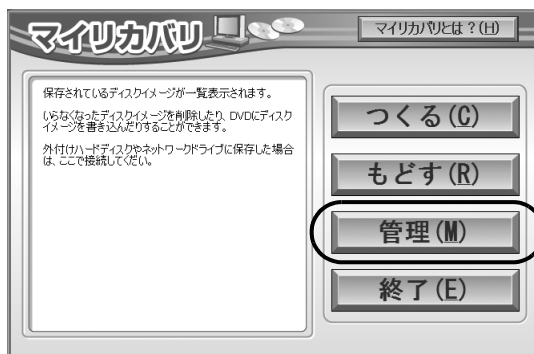 マイリカバリ
マイリカバリとは?(H)
保存されているディスクイメージが一覧表示されます。
いらなくなったディスクイメージを削除したり、DVDにディスク
イメージを書き込んだりすることができます。
外付けハードディスクやネットワークドライブに保存した場合
は、ここで接続してください。
つくる(C)
もどす(R)
管理(M)
終了(E)